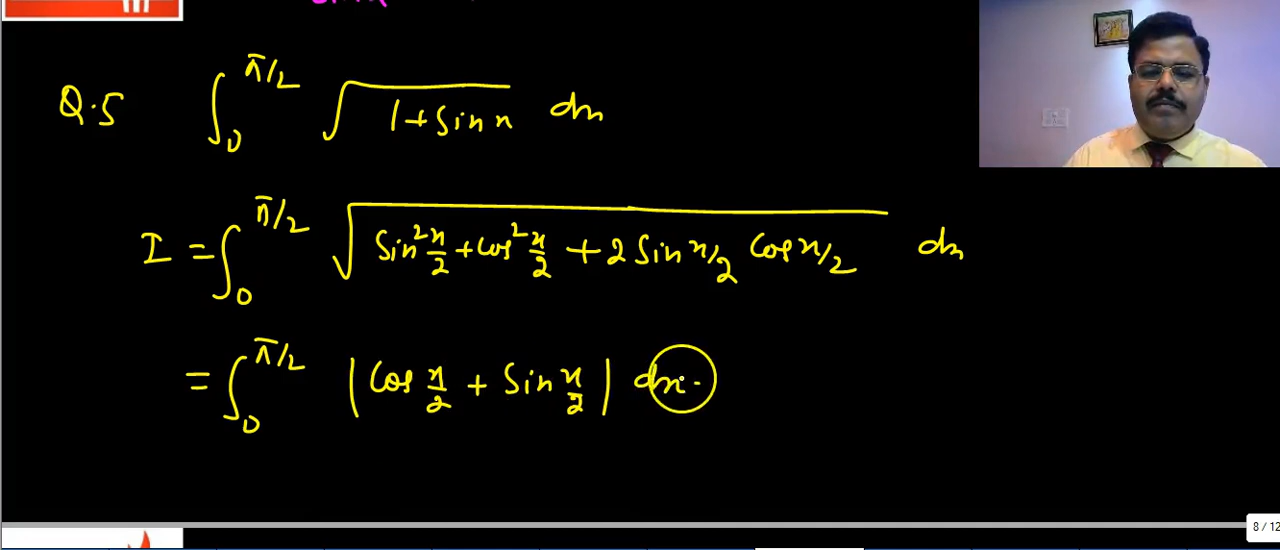 Q.5 ∫₀^π/2 √(1+Sin x) dx
I = ∫₀^π/2 √(Sin² x/2 + Cos² x/2 + 2 Sin x/2 Cos x/2) dx
= ∫₀^π/2 |Cos x/2 + Sin x/2| dx.
8 / 12